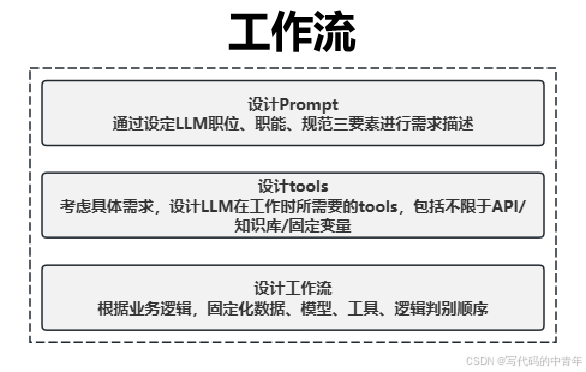 工作流
设计Prompt
通过设定LLM职位、职能、规范三要素进行需求描述
设计tools
考虑具体需求，设计LLM在工作时所需要的tools，包括不限于API/
知识库/固定变量
设计工作流
根据业务逻辑，固定化数据、模型、工具、逻辑判别顺序
CSDN @写代码的中青年